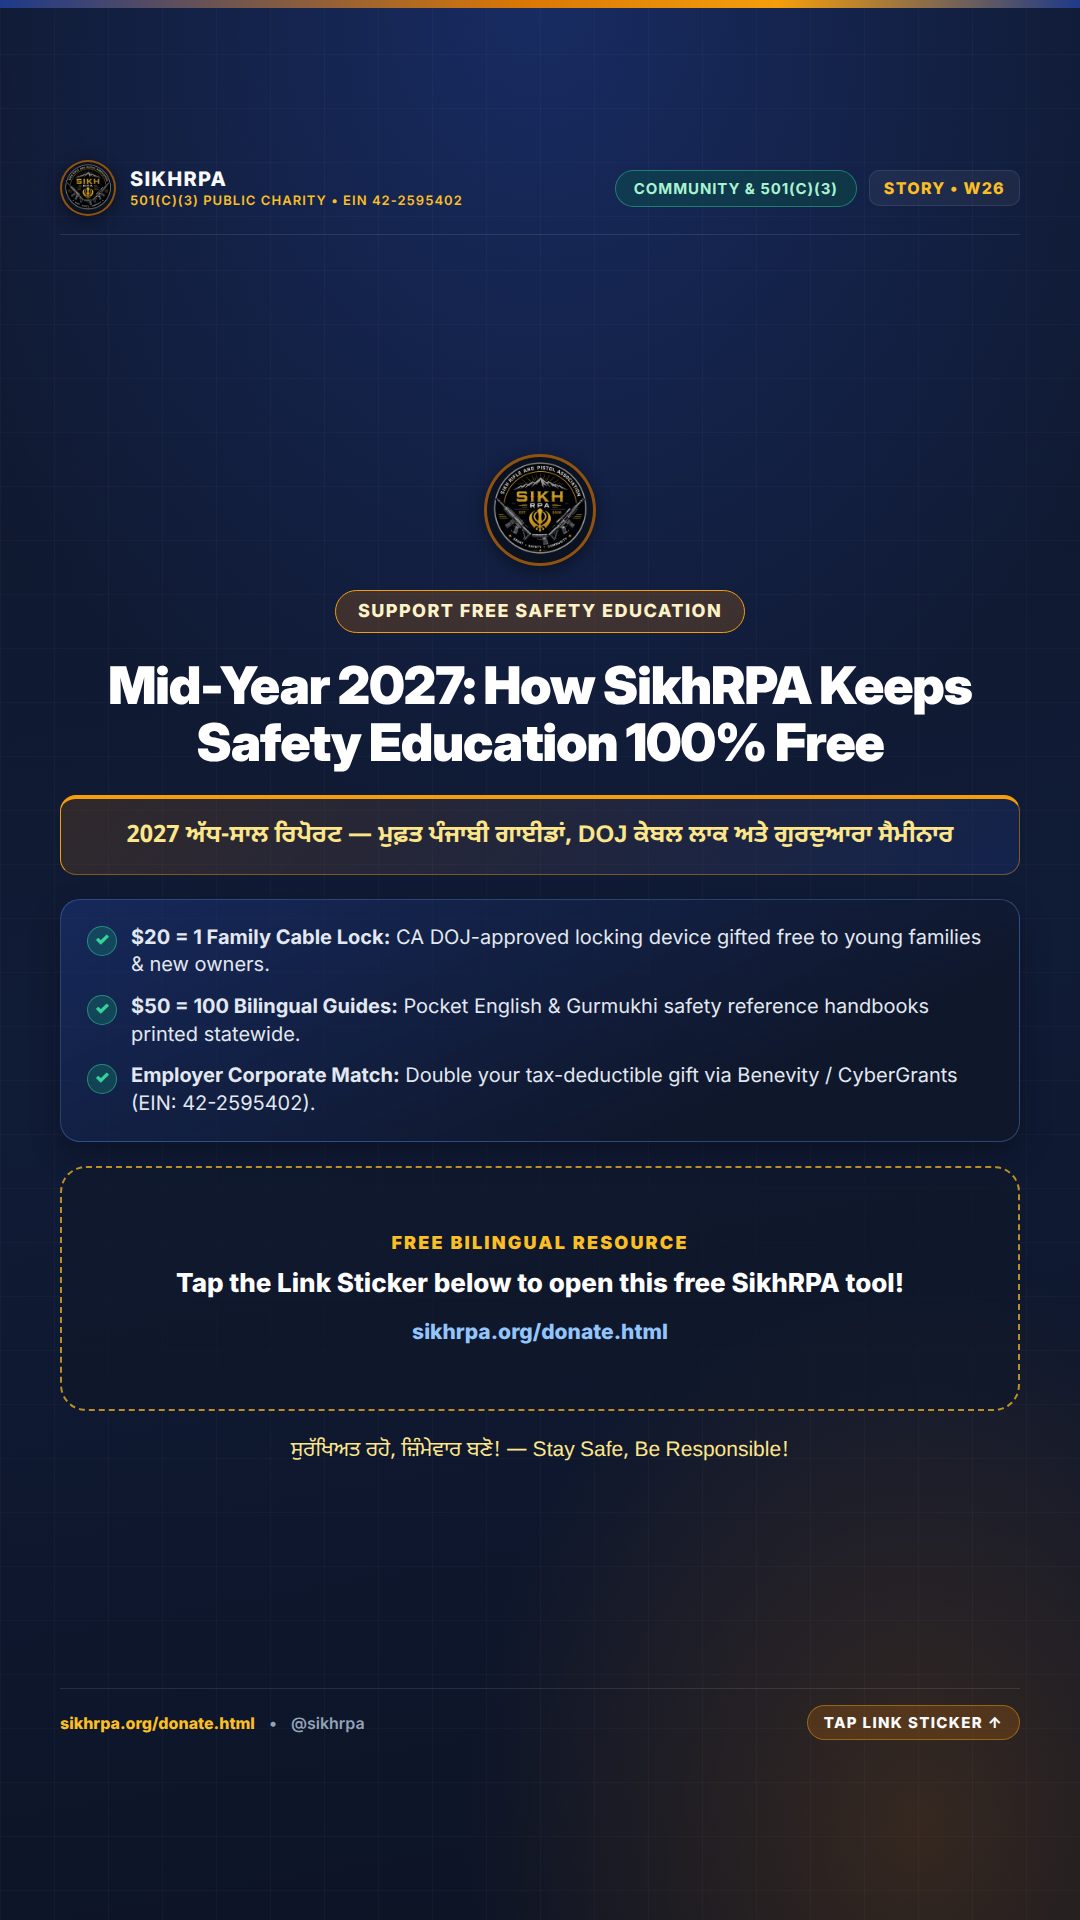 SIKHRPA
501(C)(3) PUBLIC CHARITY • EIN 42-2595402
COMMUNITY & 501(C)(3)
STORY • W26
SIKH RIFLE AND PISTOL ASSOCIATION
SIKH
RPA
SUPPORT FREE SAFETY EDUCATION
Mid-Year 2027: How SikhRPA Keeps
Safety Education 100% Free
2027 ਅੱਧ-ਸਾਲ ਰਿਪੋਰਟ — ਮੁਫ਼ਤ ਪੰਜਾਬੀ ਗਾਈਡਾਂ, DOJ ਕੇਬਲ ਲਾਕ ਅਤੇ ਗੁਰਦੁਆਰਾ ਸੈਮੀਨਾਰ
$20 = 1 Family Cable Lock: CA DOJ-approved locking device gifted free to young families
& new owners.
$50 = 100 Bilingual Guides: Pocket English & Gurmukhi safety reference handbooks
printed statewide.
Employer Corporate Match: Double your tax-deductible gift via Benevity / CyberGrants
(EIN: 42-2595402).
FREE BILINGUAL RESOURCE
Tap the Link Sticker below to open this free SikhRPA tool!
sikhrpa.org/donate.html
ਸੁਰੱਖਿਅਤ ਰਹੋ, ਜ਼ਿੰਮੇਵਾਰ ਬਣੋ! — Stay Safe, Be Responsible!
sikhrpa.org/donate.html • @sikhrpa
TAP LINK STICKER ↑